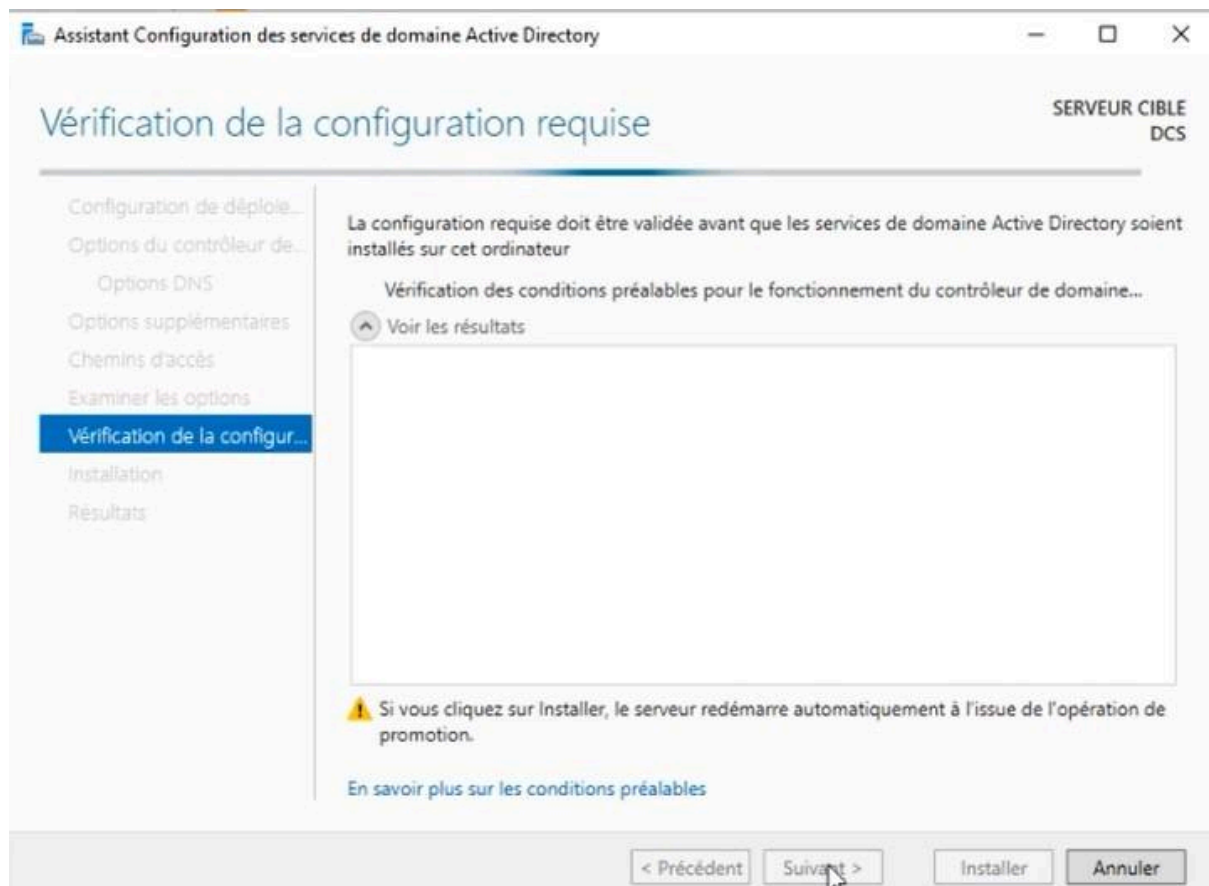 Assistant Configuration des services de domaine Active Directory
Vérification de la configuration requise
SERVEUR CIBLE
DCS
Configuration de déploie...
Options du contrôleur de...
Options DNS
Options supplémentaires
Chemins d'accès
Examiner les options
Vérification de la configur...
Installation
Résultats
La configuration requise doit être validée avant que les services de domaine Active Directory soient
installés sur cet ordinateur
Vérification des conditions préalables pour le fonctionnement du contrôleur de domaine...
Voir les résultats
Si vous cliquez sur Installer, le serveur redémarre automatiquement à l'issue de l'opération de
promotion.
En savoir plus sur les conditions préalables
< Précédent
Suivant >
Installer
Annuler